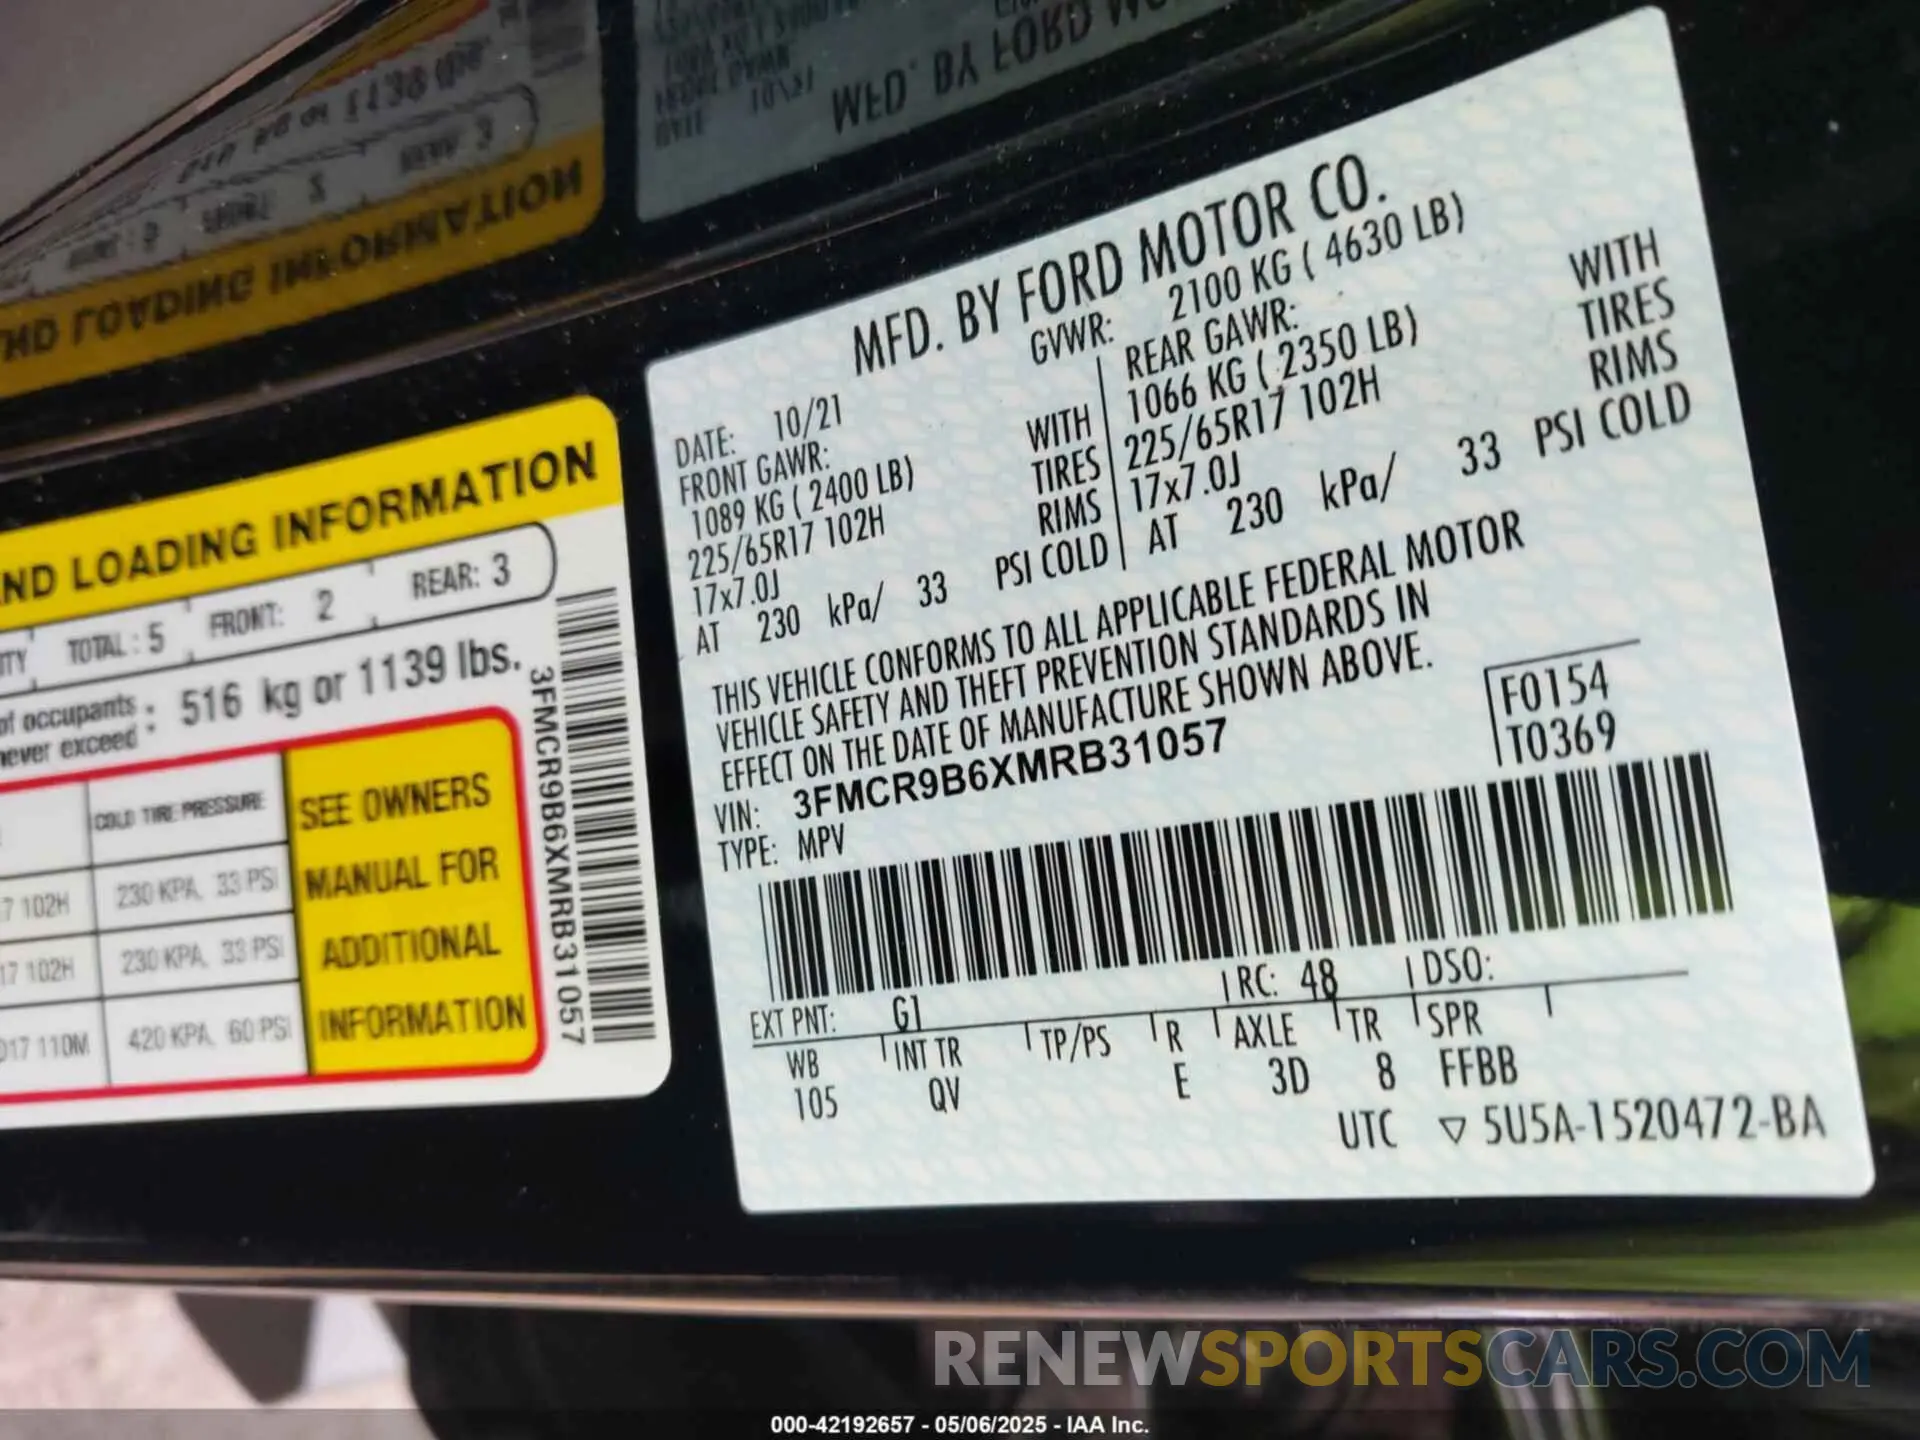 MFD. BY FORD MOTOR CO.
DATE: 10/21 GVWR: 2100 KG ( 4630 LB)
FRONT GAWR: REAR GAWR:
1089 KG ( 2400 LB) WITH 1066 KG ( 2350 LB) WITH
225/65R17 102H TIRES 225/65R17 102H TIRES
17x7.0J RIMS 17x7.0J RIMS
AT 230 kPa/ 33 PSI COLD AT 230 kPa/ 33 PSI COLD
THIS VEHICLE CONFORMS TO ALL APPLICABLE FEDERAL MOTOR
VEHICLE SAFETY AND THEFT PREVENTION STANDARDS IN
EFFECT ON THE DATE OF MANUFACTURE SHOWN ABOVE.
VIN: 3FMCR9B6XMRB31057
TYPE: MPV
F0154
T0369
EXT PNT: G1 RC: 48 DSO:
WB INT TR TP/PS R AXLE TR SPR
105 QV E 3D 8 FFBB
UTC ▽ 5U5A-1520472-BA
ND LOADING INFORMATION
TOTAL : 5 FRONT: 2 REAR: 3
of occupants
never exceed : 516 kg or 1139 lbs.
COLD TIRE PRESSURE
7 102H 230 KPA, 33 PSI
17 102H 230 KPA, 33 PSI
D17 110M 420 KPA, 60 PSI
SEE OWNERS
MANUAL FOR
ADDITIONAL
INFORMATION
3FMCR9B6XMRB31057
RENEWSPORTSCARS.COM
000-42192657 - 05/06/2025 - IAA Inc.